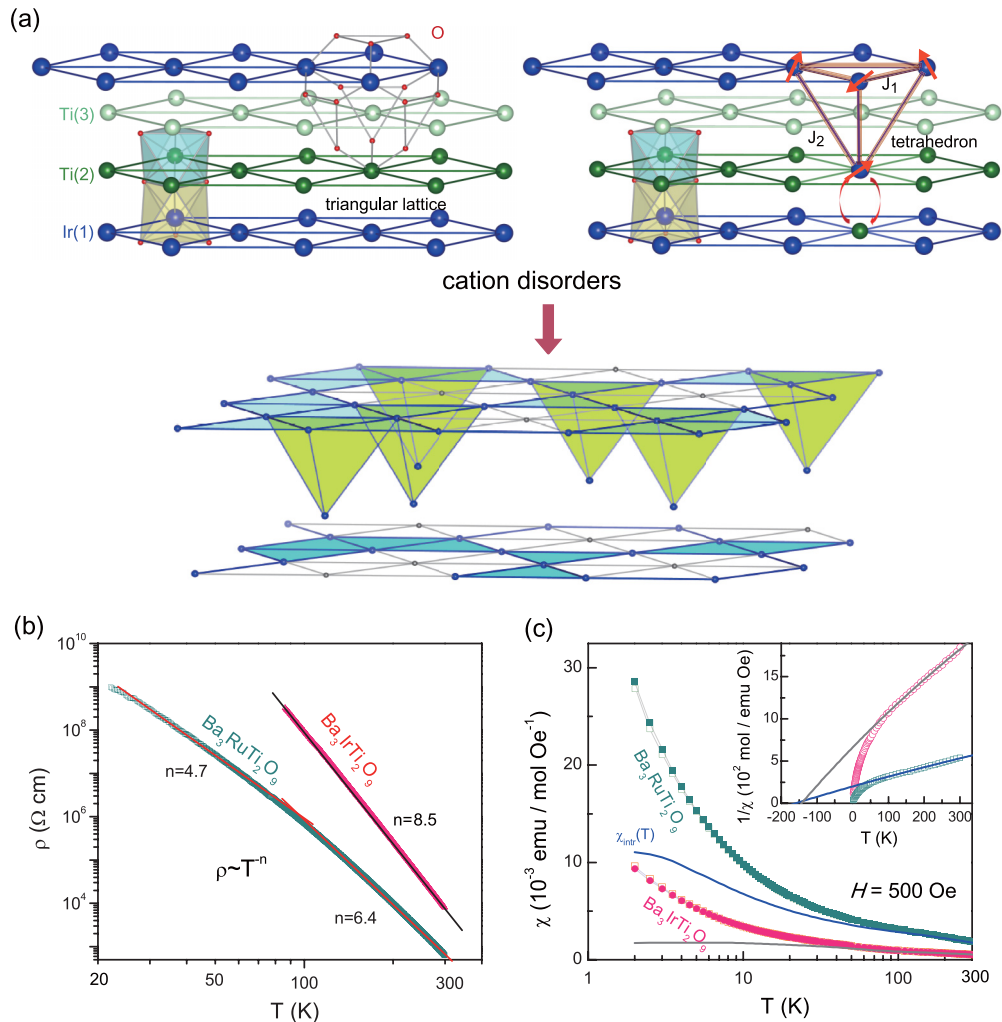 (a)
O
Ti(3)
Ti(2)
triangular lattice
Ir(1)
J1
J2
tetrahedron
cation disorders
(b)
10^10
10^8
10^6
10^4
ρ (Ω cm)
Ba3RuTi2O9
Ba3IrTi2O9
n=4.7
n=8.5
ρ~T^-n
n=6.4
20
100
300
T (K)
(c)
30
20
10
0
χ (10^-3 emu / mol Oe^-1)
Ba3RuTi2O9
χintr(T)
Ba3IrTi2O9
H = 500 Oe
1
10
100
300
T (K)
1/χ (10^2 mol / emu Oe)
15
10
5
0
-200
-100
0
100
200
300
T (K)